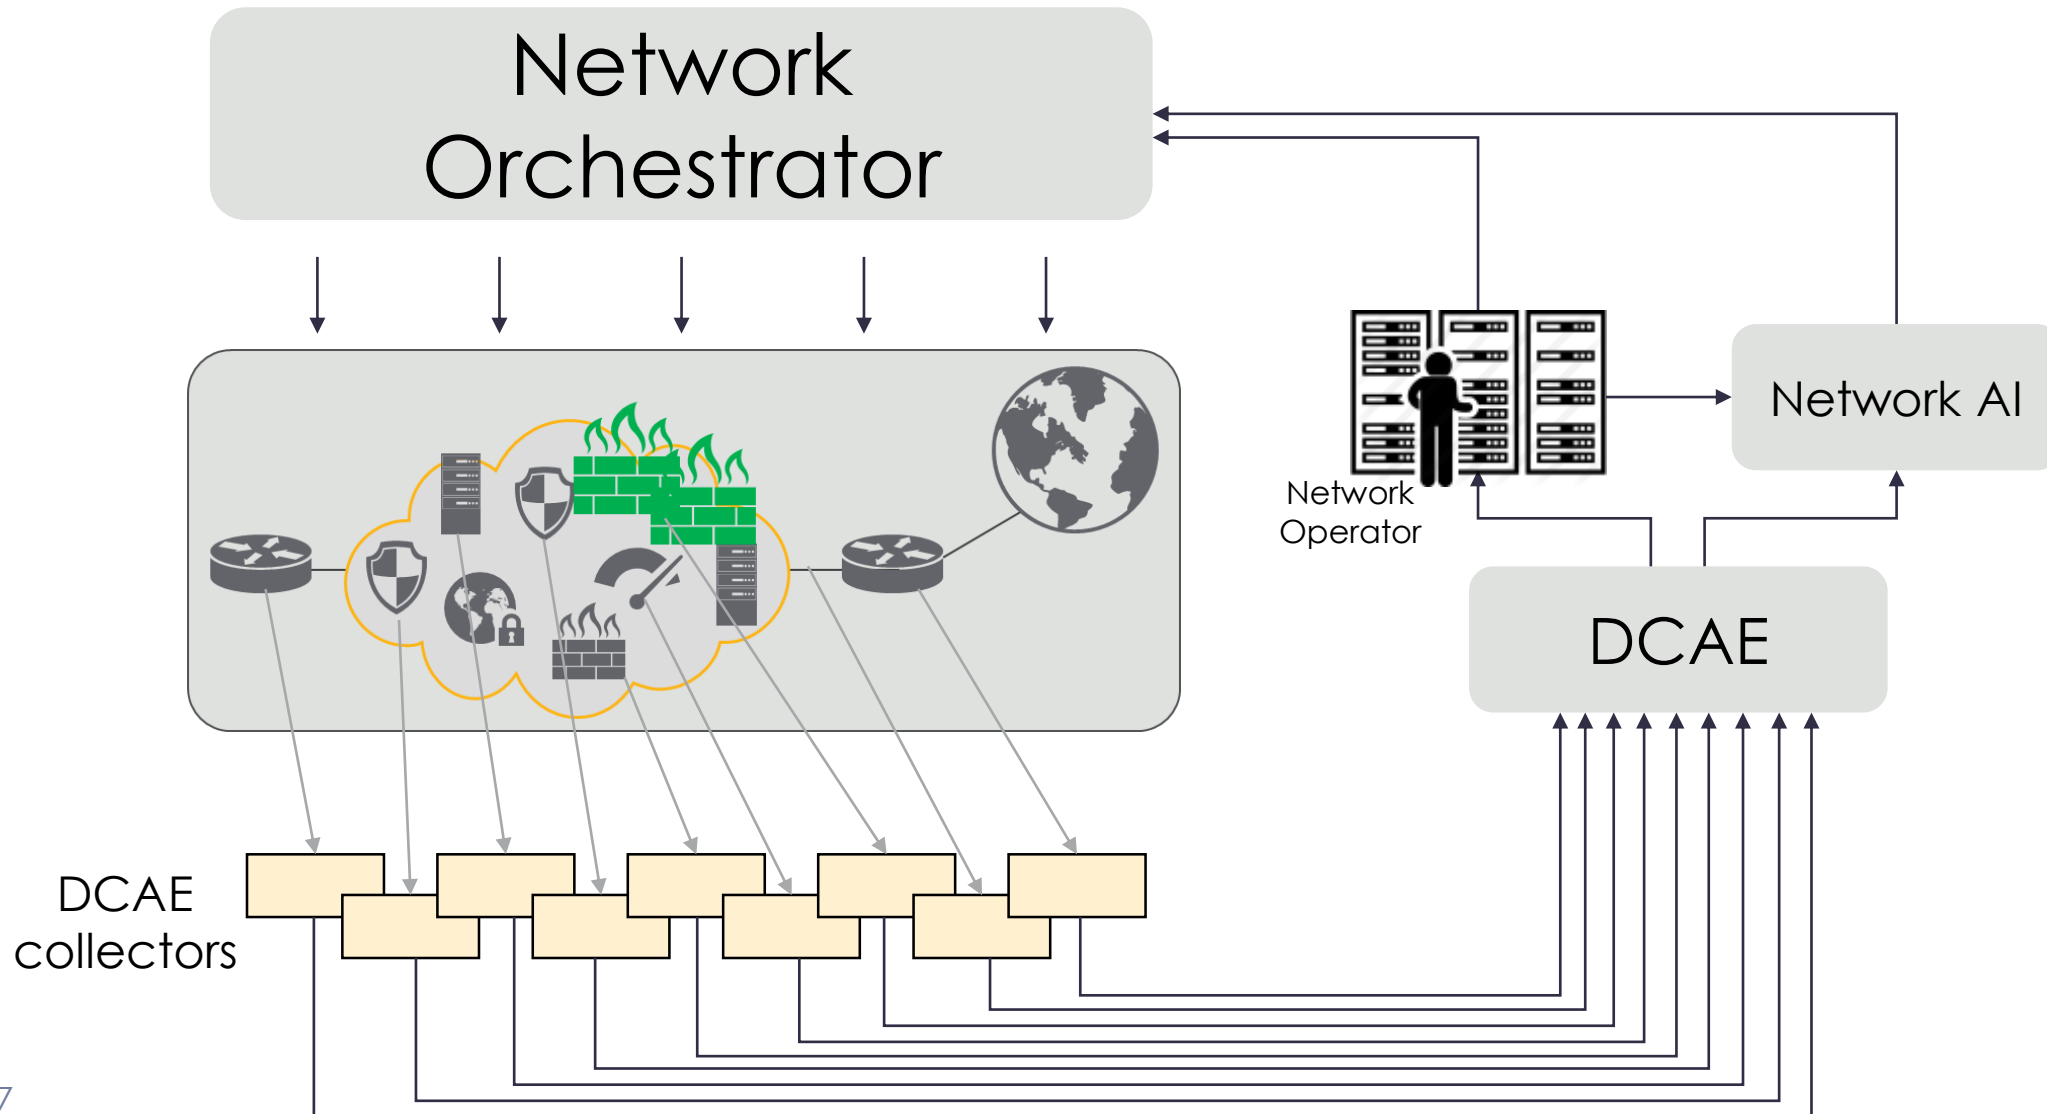 Network
Orchestrator
Network AI
Network
Operator
DCAE
DCAE
collectors